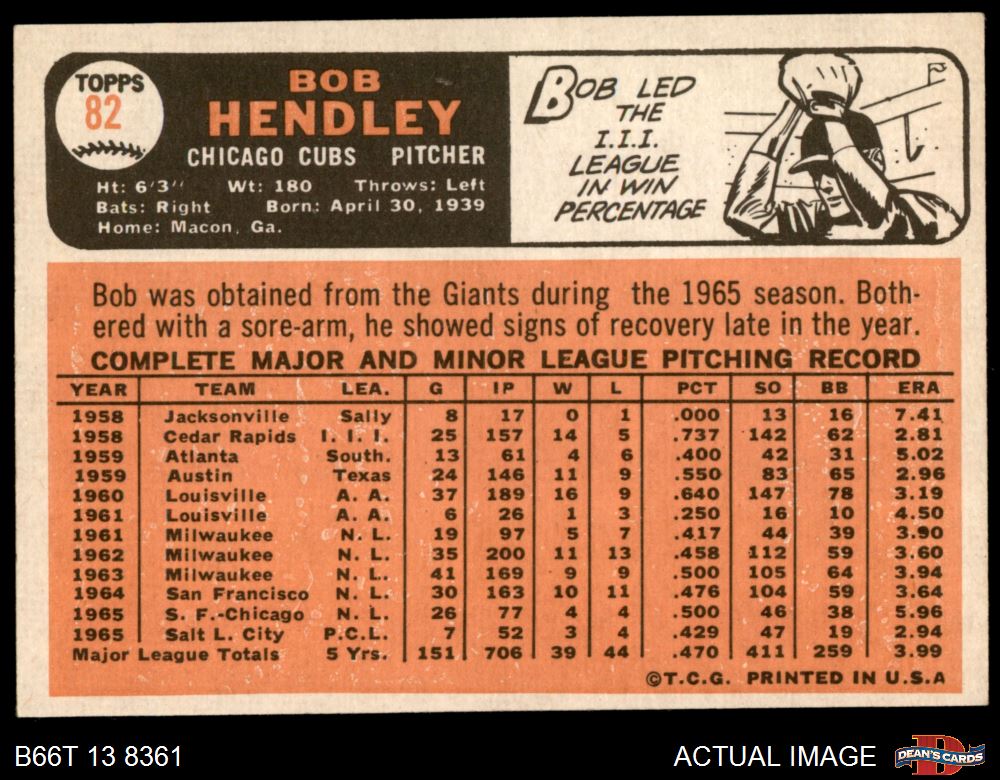 TOPPS
82
BOB
HENDLEY
CHICAGO CUBS PITCHER
Ht: 6'3" Wt: 180 Throws: Left
Bats: Right Born: April 30, 1939
Home: Macon, Ga.
BOB LED
THE
I.I.I.
LEAGUE
IN WIN
PERCENTAGE
Bob was obtained from the Giants during the 1965 season. Both-
ered with a sore-arm, he showed signs of recovery late in the year.
COMPLETE MAJOR AND MINOR LEAGUE PITCHING RECORD
YEAR TEAM LEA. G IP W L PCT SO BB ERA
1958 Jacksonville Sally 8 17 0 1 .000 13 16 7.41
1958 Cedar Rapids I. I. I. 25 157 14 5 .737 142 62 2.81
1959 Atlanta South. 13 61 4 6 .400 42 31 5.02
1959 Austin Texas 24 146 11 9 .550 83 65 2.96
1960 Louisville A. A. 37 189 16 9 .640 147 78 3.19
1961 Louisville A. A. 6 26 1 3 .250 16 10 4.50
1961 Milwaukee N. L. 19 97 5 7 .417 44 39 3.90
1962 Milwaukee N. L. 35 200 11 13 .458 112 59 3.60
1963 Milwaukee N. L. 41 169 9 9 .500 105 64 3.94
1964 San Francisco N. L. 30 163 10 11 .476 104 59 3.64
1965 S. F.-Chicago N. L. 26 77 4 4 .500 46 38 5.96
1965 Salt L. City P.C.L. 7 52 3 4 .429 47 19 2.94
Major League Totals 5 Yrs. 151 706 39 44 .470 411 259 3.99
©T.C.G. PRINTED IN U.S.A
B66T 13 8361
ACTUAL IMAGE
DEAN'S CARDS